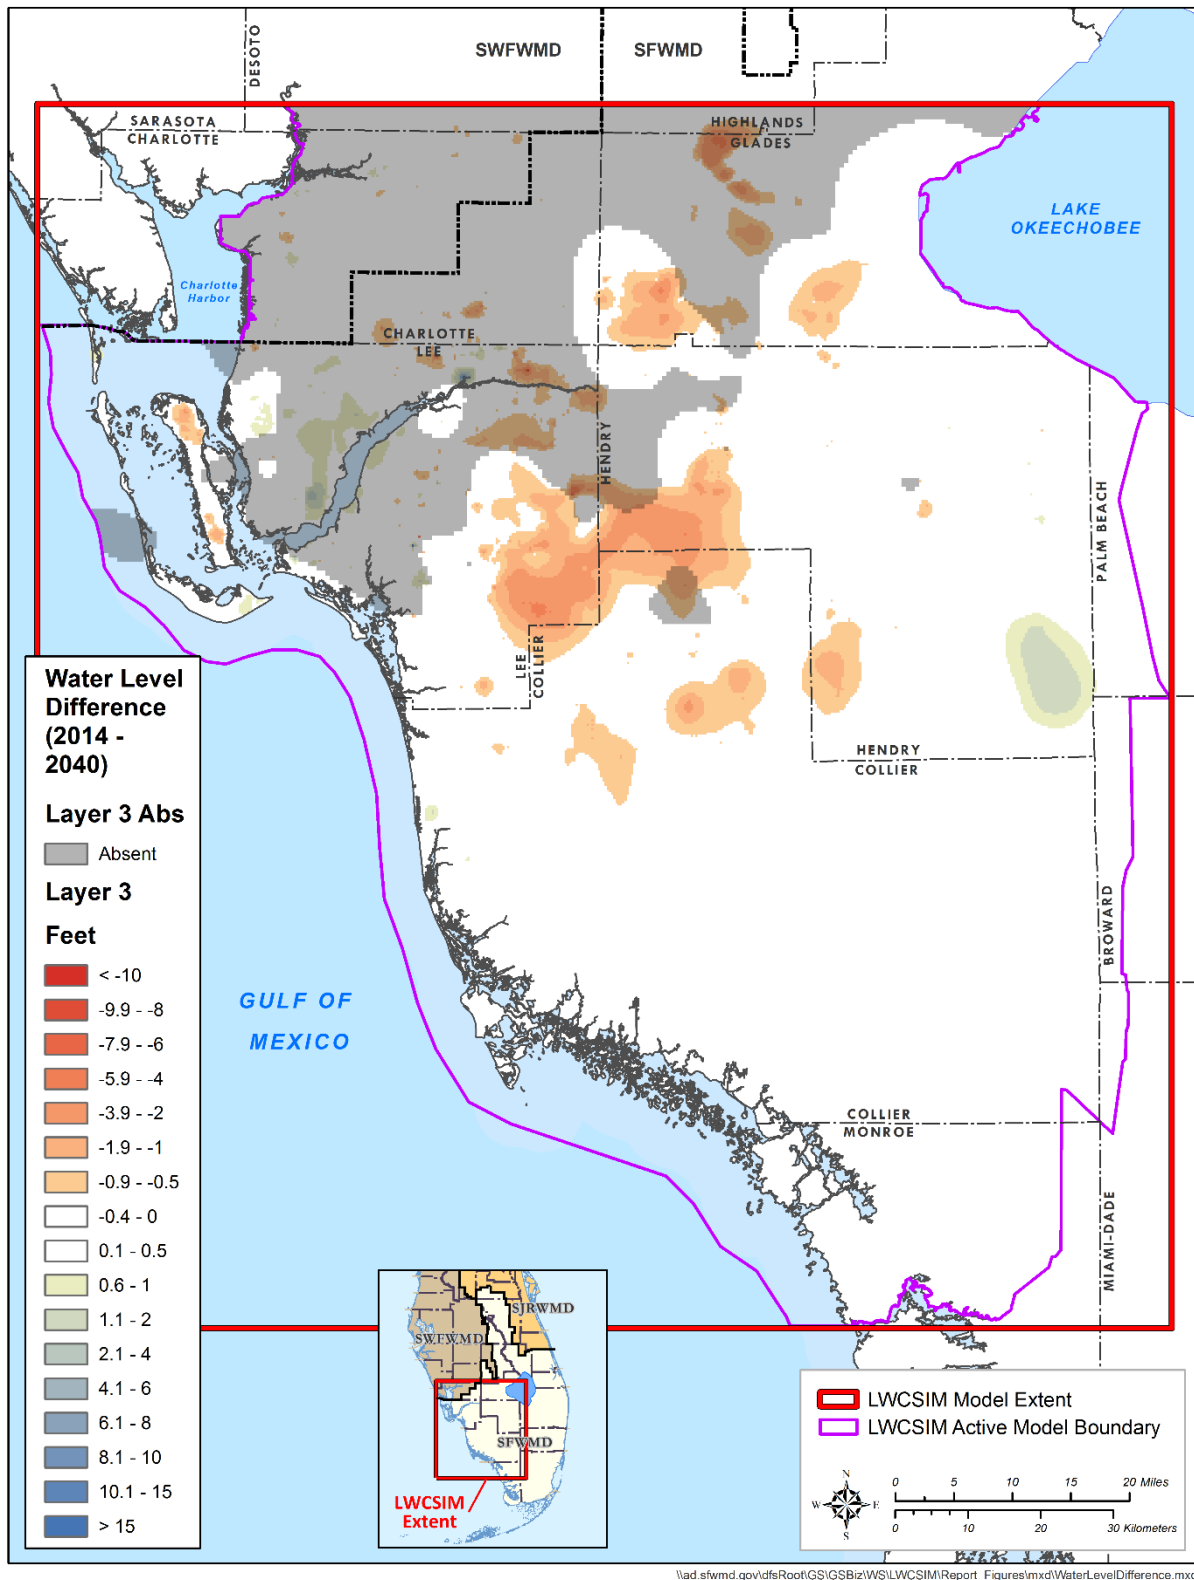 SWFWMD
SFWMD
DESOTO
SARASOTA
CHARLOTTE
HIGHLANDS
GLADES
LAKE
OKEECHOBEE
Charlotte
Harbor
CHARLOTTE
LEE
HENDRY
PALM BEACH
LEE
COLLIER
HENDRY
COLLIER
BROWARD
GULF OF
MEXICO
COLLIER
MONROE
MIAMI-DADE
Water Level
Difference
(2014 -
2040)
Layer 3 Abs
Absent
Layer 3
Feet
< -10
-9.9 - -8
-7.9 - -6
-5.9 - -4
-3.9 - -2
-1.9 - -1
-0.9 - -0.5
-0.4 - 0
0.1 - 0.5
0.6 - 1
1.1 - 2
2.1 - 4
4.1 - 6
6.1 - 8
8.1 - 10
10.1 - 15
> 15
SJRWMD
SWFWMD
SFWMD
LWCSIM
Extent
LWCSIM Model Extent
LWCSIM Active Model Boundary
N
W E
S
0 5 10 15 20 Miles
0 10 20 30 Kilometers
\\ad.sfwmd.gov\dfsRoot\GS\GSBiz\WS\LWCSIM\Report_Figures\mxd\WaterLevelDifference.mxd